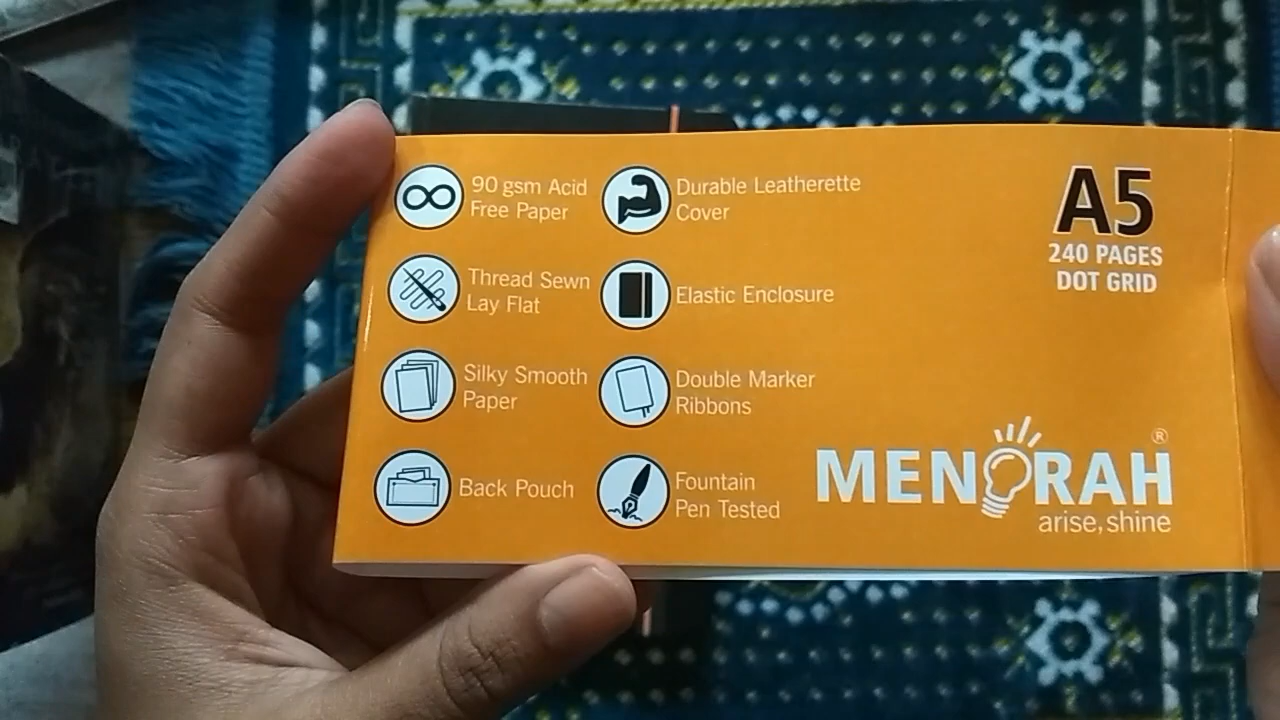 90 gsm Acid
Free Paper
Durable Leatherette
Cover
Thread Sewn
Lay Flat
Elastic Enclosure
Silky Smooth
Paper
Double Marker
Ribbons
Back Pouch
Fountain
Pen Tested
A5
240 PAGES
DOT GRID
MENORAH®
arise, shine